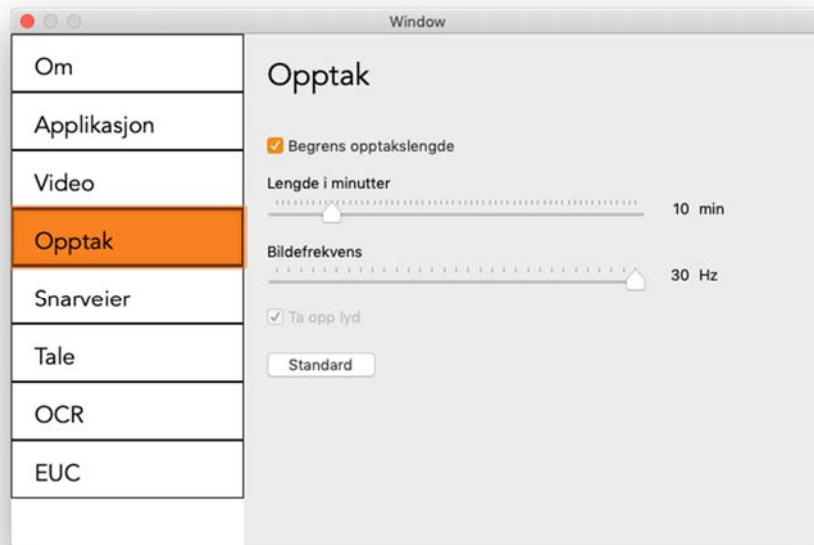 Window
Om
Applikasjon
Video
Opptak
Snarveier
Tale
OCR
EUC
Opptak
Begrens opptakslengde
Lengde i minutter
10 min
Bildefrekvens
30 Hz
Ta opp lyd
Standard